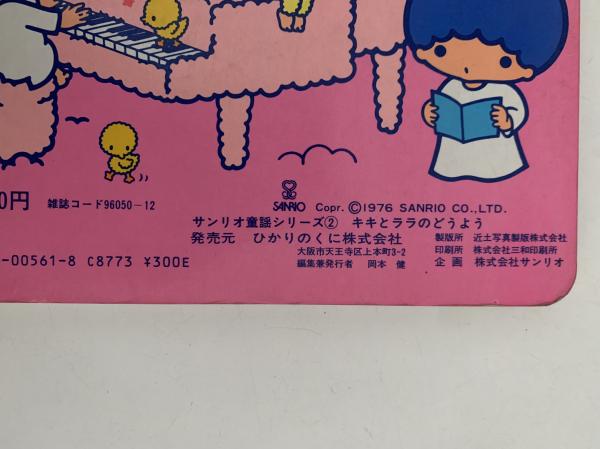 0円 雑誌コード96050-12
SANRIO Copr. ©1976 SANRIO CO.,LTD.
サンリオ童謡シリーズ② キキとララのどうよう
発売元 ひかりのくに株式会社
大阪市天王寺区上本町3-2
編集兼発行者 岡本 健
製版所 近土写真製版株式会社
印刷所 株式会社三和印刷所
企画 株式会社サンリオ
-00561-8 C8773 ¥300E